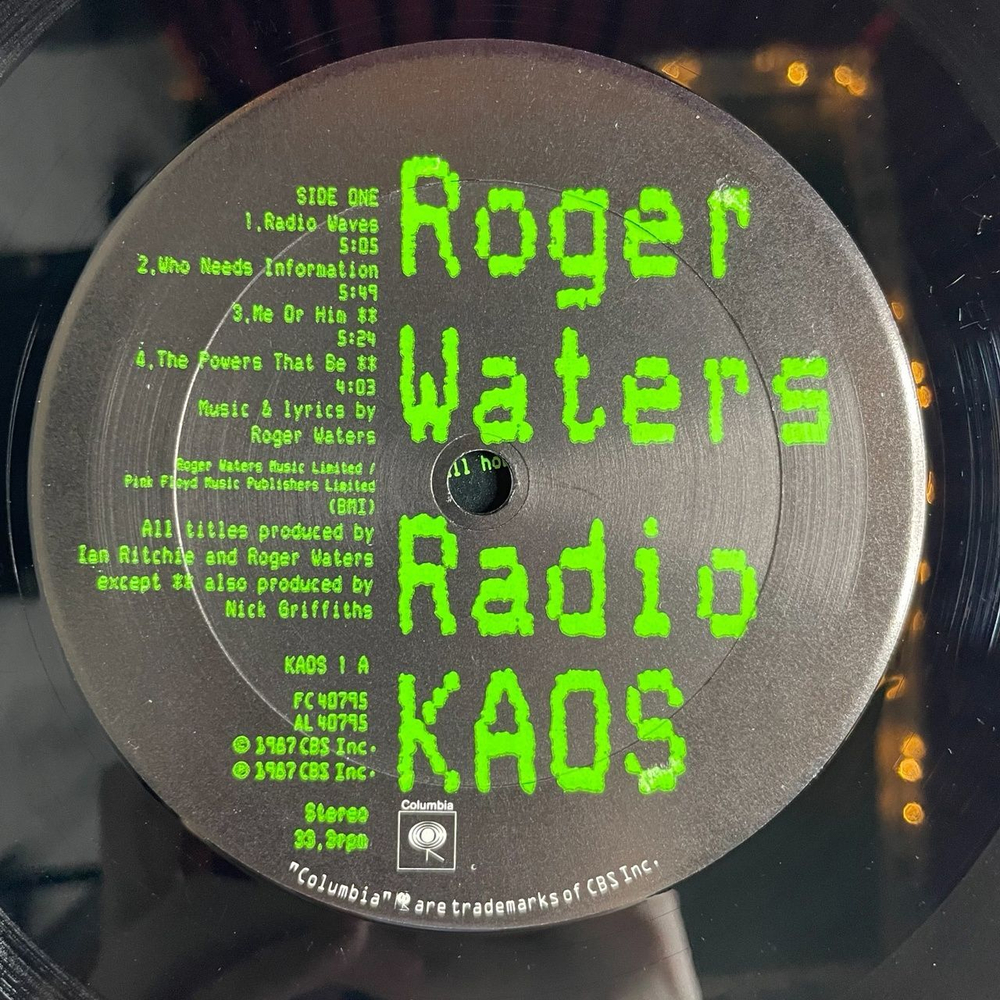 SIDE ONE
1.Radio Waves
5:05
2.Who Needs Information
5:49
3.Me Or Him **
5:24
4.The Powers That Be **
4:03
Music & lyrics by
Roger Waters
Roger Waters Music Limited /
Pink Floyd Music Publishers Limited
(BMI)
All titles produced by
Ian Ritchie and Roger Waters
except ** also produced by
Nick Griffiths
KAOS 1 A
FC 40795
AL 40795
© 1987 CBS Inc.
℗ 1987 CBS Inc.
Stereo
33.3rpm
Roger
Waters
Radio
KAOS
Columbia
"Columbia" are trademarks of CBS Inc.